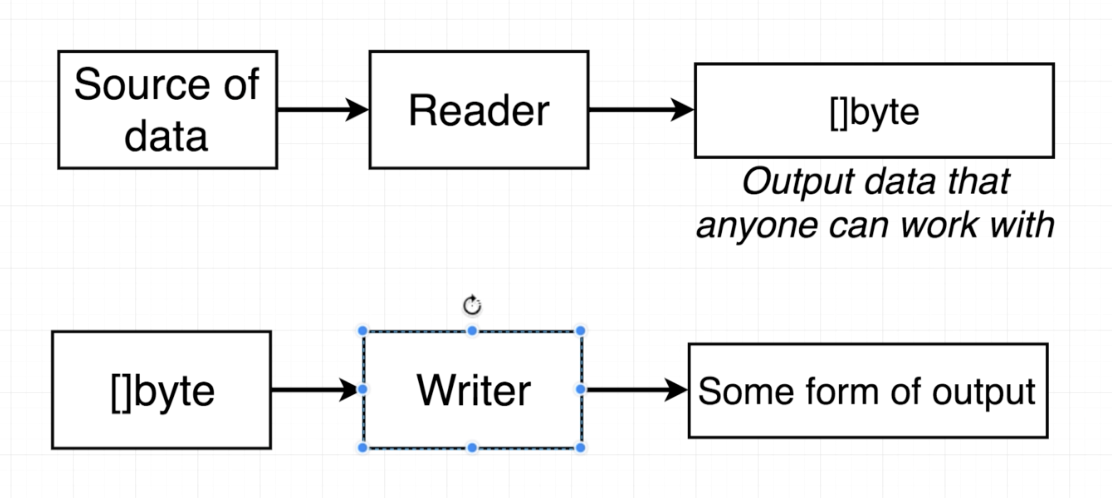 Source of
data
Reader
[]byte
Output data that
anyone can work with
[]byte
Writer
Some form of output